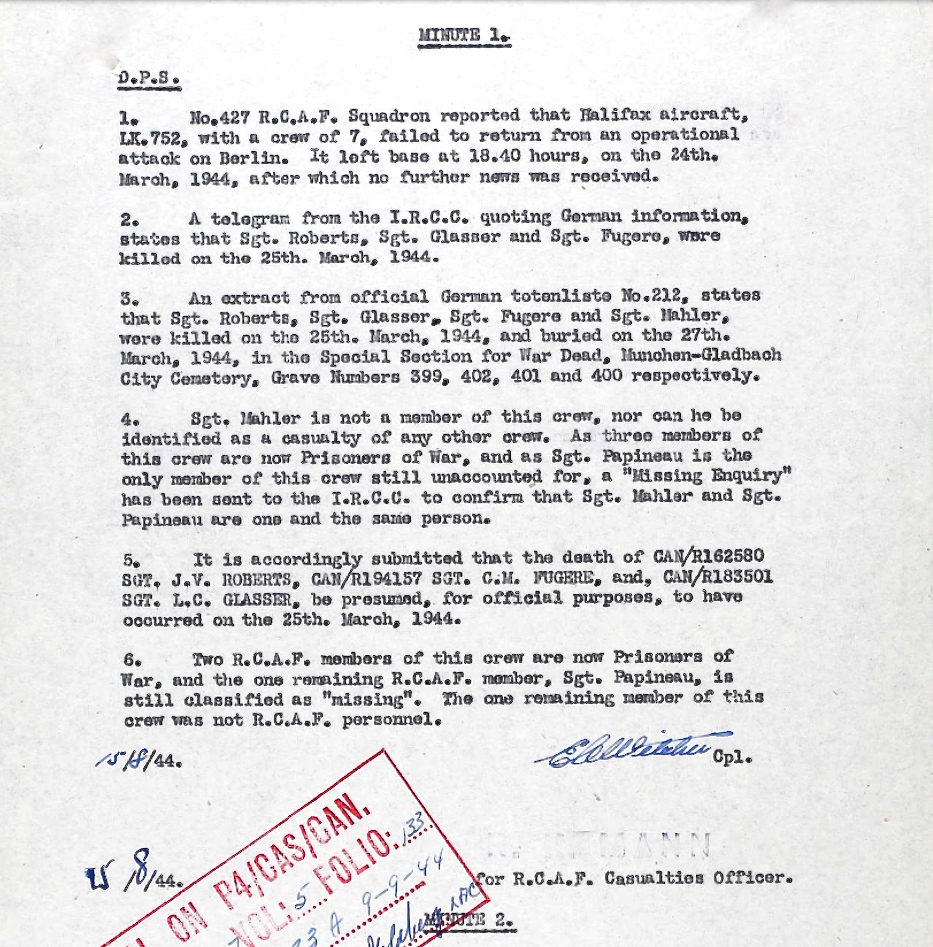 MINUTE 1.
D.P.S.
1. No.427 R.C.A.F. Squadron reported that Halifax aircraft,
LK.752, with a crew of 7, failed to return from an operational
attack on Berlin. It left base at 18.40 hours, on the 24th.
March, 1944, after which no further news was received.
2. A telegram from the I.R.C.C. quoting German information,
states that Sgt. Roberts, Sgt. Glasser and Sgt. Fugere, were
killed on the 25th. March, 1944.
3. An extract from official German totenliste No.212, states
that Sgt. Roberts, Sgt. Glasser, Sgt. Fugere and Sgt. Mahler,
were killed on the 25th. March, 1944, and buried on the 27th.
March, 1944, in the Special Section for War Dead, Munchen-Gladbach
City Cemetery, Grave Numbers 399, 402, 401 and 400 respectively.
4. Sgt. Mahler is not a member of this crew, nor can he be
identified as a casualty of any other crew. As three members of
this crew are now Prisoners of War, and as Sgt. Papineau is the
only member of this crew still unaccounted for, a "Missing Enquiry"
has been sent to the I.R.C.C. to confirm that Sgt. Mahler and Sgt.
Papineau are one and the same person.
5. It is accordingly submitted that the death of CAN/R162580
SGT. J.V. ROBERTS, CAN/R194157 SGT. C.M. FUGERE, and, CAN/R183501
SGT. L.C. GLASSER, be presumed, for official purposes, to have
occurred on the 25th. March, 1944.
6. Two R.C.A.F. members of this crew are now Prisoners of
War, and the one remaining R.C.A.F. member, Sgt. Papineau, is
still classified as "missing". The one remaining member of this
crew was not R.C.A.F. personnel.
15/8/44. Cpl.
15/8/44.
for R.C.A.F. Casualties Officer.
ON P4/CAS/CAN.
VOL: 5 FOLIO: 133
23 A 9-9-44
MINUTE 2.